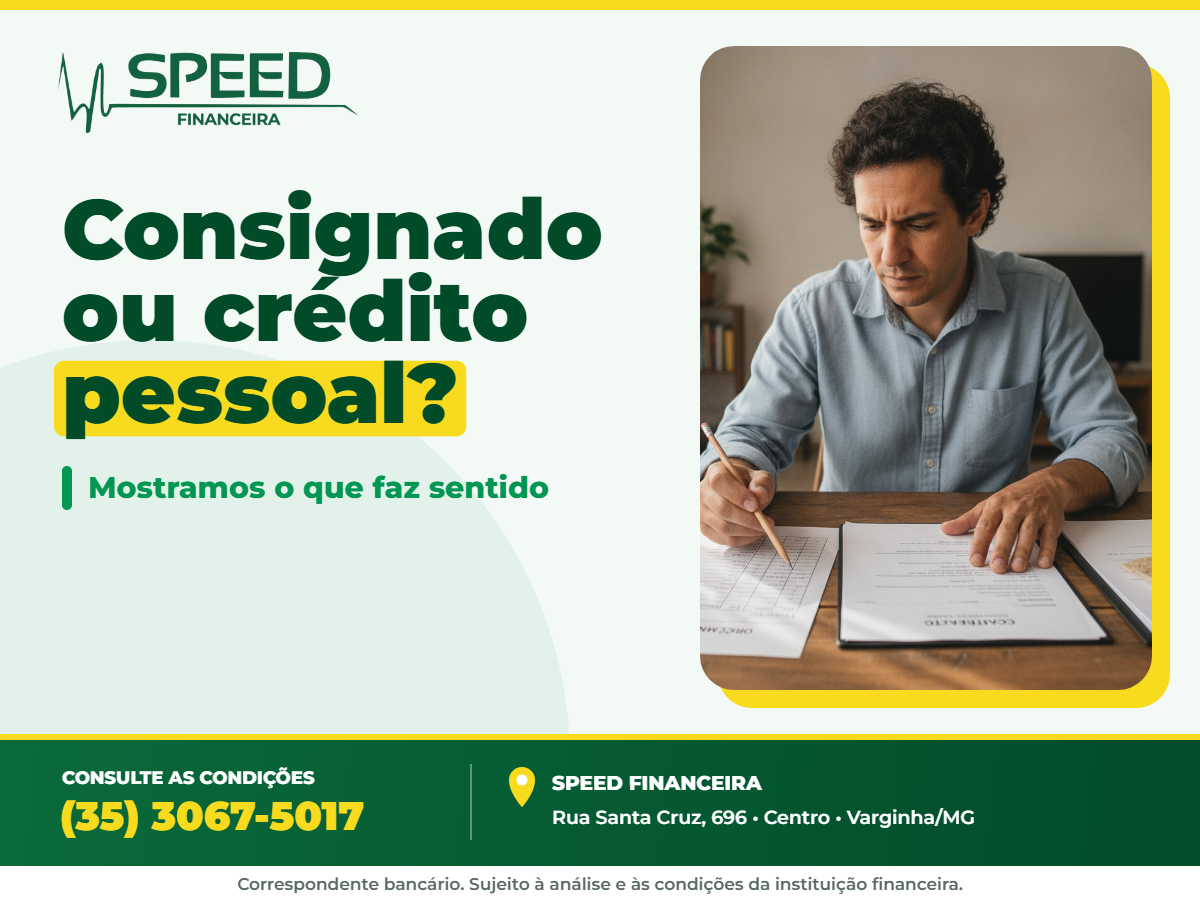 SPEED
FINANCEIRA
Consignado
ou crédito
pessoal?
Mostramos o que faz sentido
CONSULTE AS CONDIÇÕES
(35) 3067-5017
SPEED FINANCEIRA
Rua Santa Cruz, 696 • Centro • Varginha/MG
Correspondente bancário. Sujeito à análise e às condições da instituição financeira.